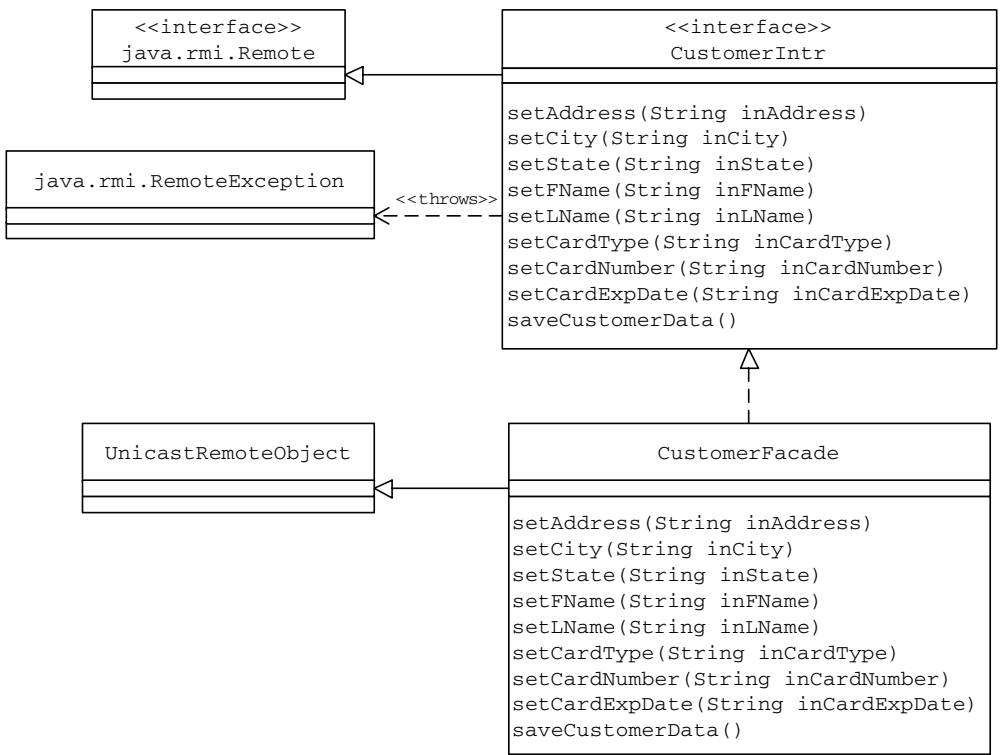 <<interface>>
java.rmi.Remote
<<interface>>
CustomerIntr
setAddress(String inAddress)
setCity(String inCity)
setState(String inState)
setFName(String inFName)
setLName(String inLName)
setCardType(String inCardType)
setCardNumber(String inCardNumber)
setCardExpDate(String inCardExpDate)
saveCustomerData()
java.rmi.RemoteException
<<throws>>
UnicastRemoteObject
CustomerFacade
setAddress(String inAddress)
setCity(String inCity)
setState(String inState)
setFName(String inFName)
setLName(String inLName)
setCardType(String inCardType)
setCardNumber(String inCardNumber)
setCardExpDate(String inCardExpDate)
saveCustomerData()